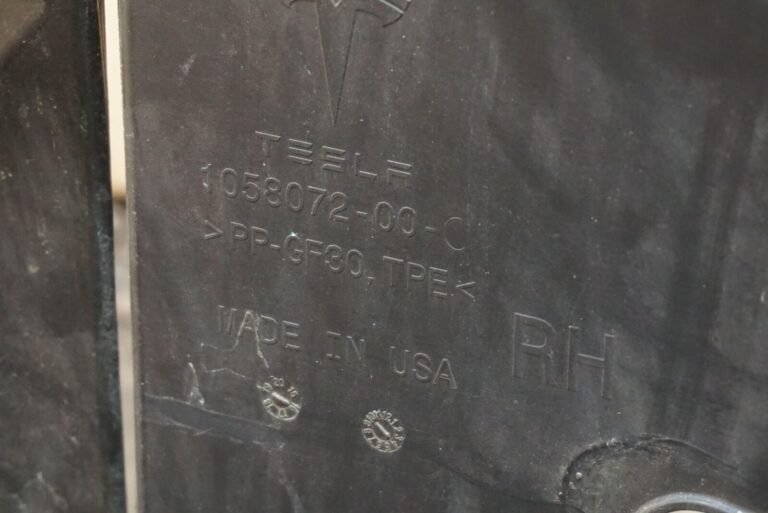 TESLA
1058072-00-C
>PP-GF30,TPE<
MADE IN USA
RH